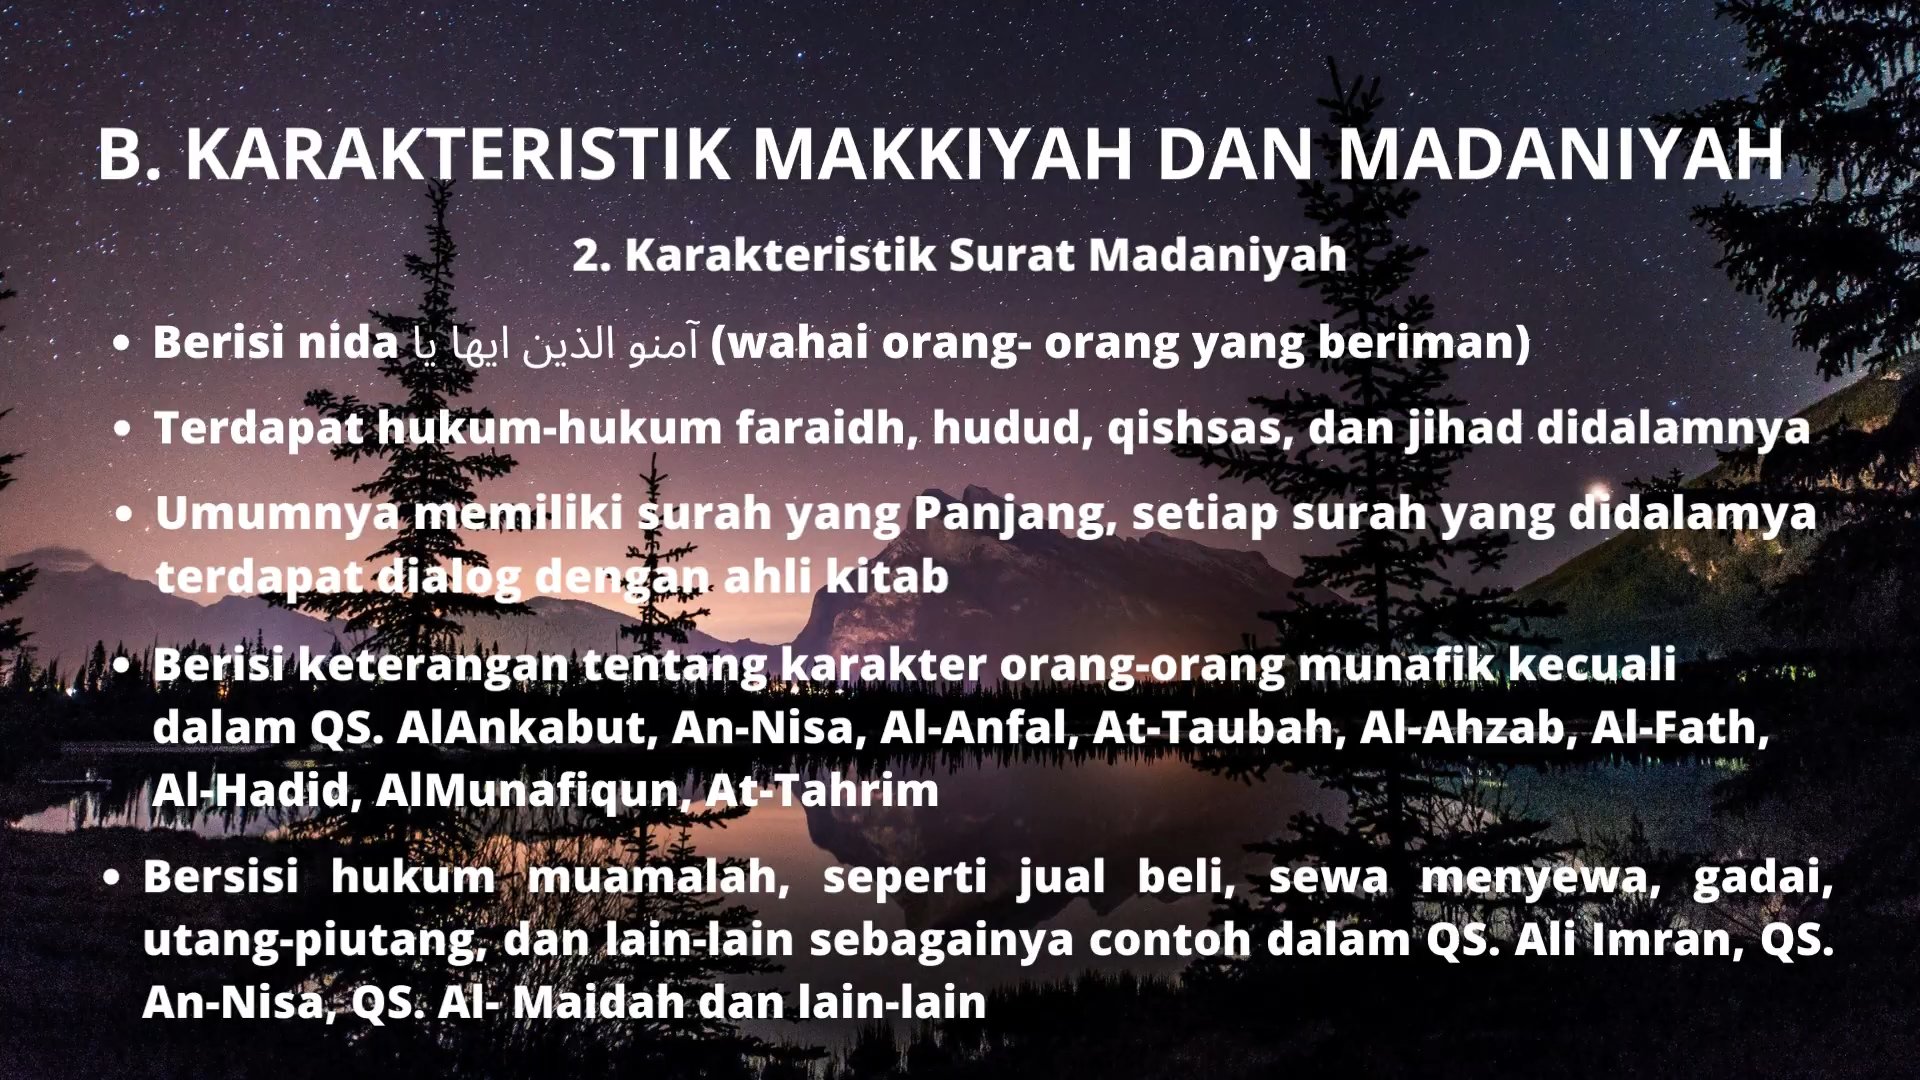 B. KARAKTERISTIK MAKKIYAH DAN MADANIYAH
2. Karakteristik Surat Madaniyah
• Berisi nida آمنو الذين ايها يا (wahai orang- orang yang beriman)
• Terdapat hukum-hukum faraidh, hudud, qishsas, dan jihad didalamnya
• Umumnya memiliki surah yang Panjang, setiap surah yang didalamya
terdapat dialog dengan ahli kitab
• Berisi keterangan tentang karakter orang-orang munafik kecuali
dalam QS. AlAnkabut, An-Nisa, Al-Anfal, At-Taubah, Al-Ahzab, Al-Fath,
Al-Hadid, AlMunafiqun, At-Tahrim
• Bersisi hukum muamalah, seperti jual beli, sewa menyewa, gadai,
utang-piutang, dan lain-lain sebagainya contoh dalam QS. Ali Imran, QS.
An-Nisa, QS. Al- Maidah dan lain-lain